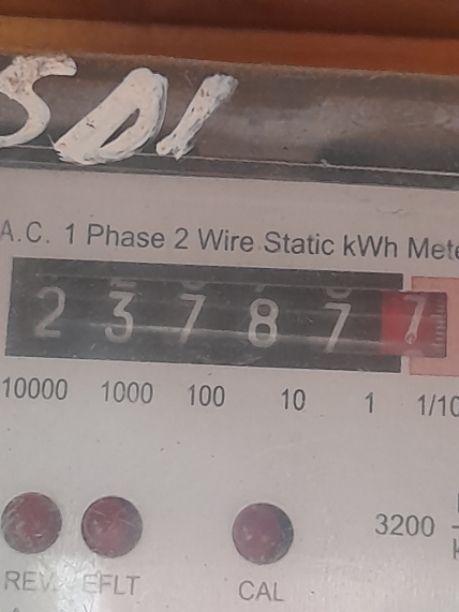 SDI
A.C. 1 Phase 2 Wire Static kWh Mete
2 3 7 8 7 7
10000 1000 100 10 1 1/10
3200
REV. EFLT CAL